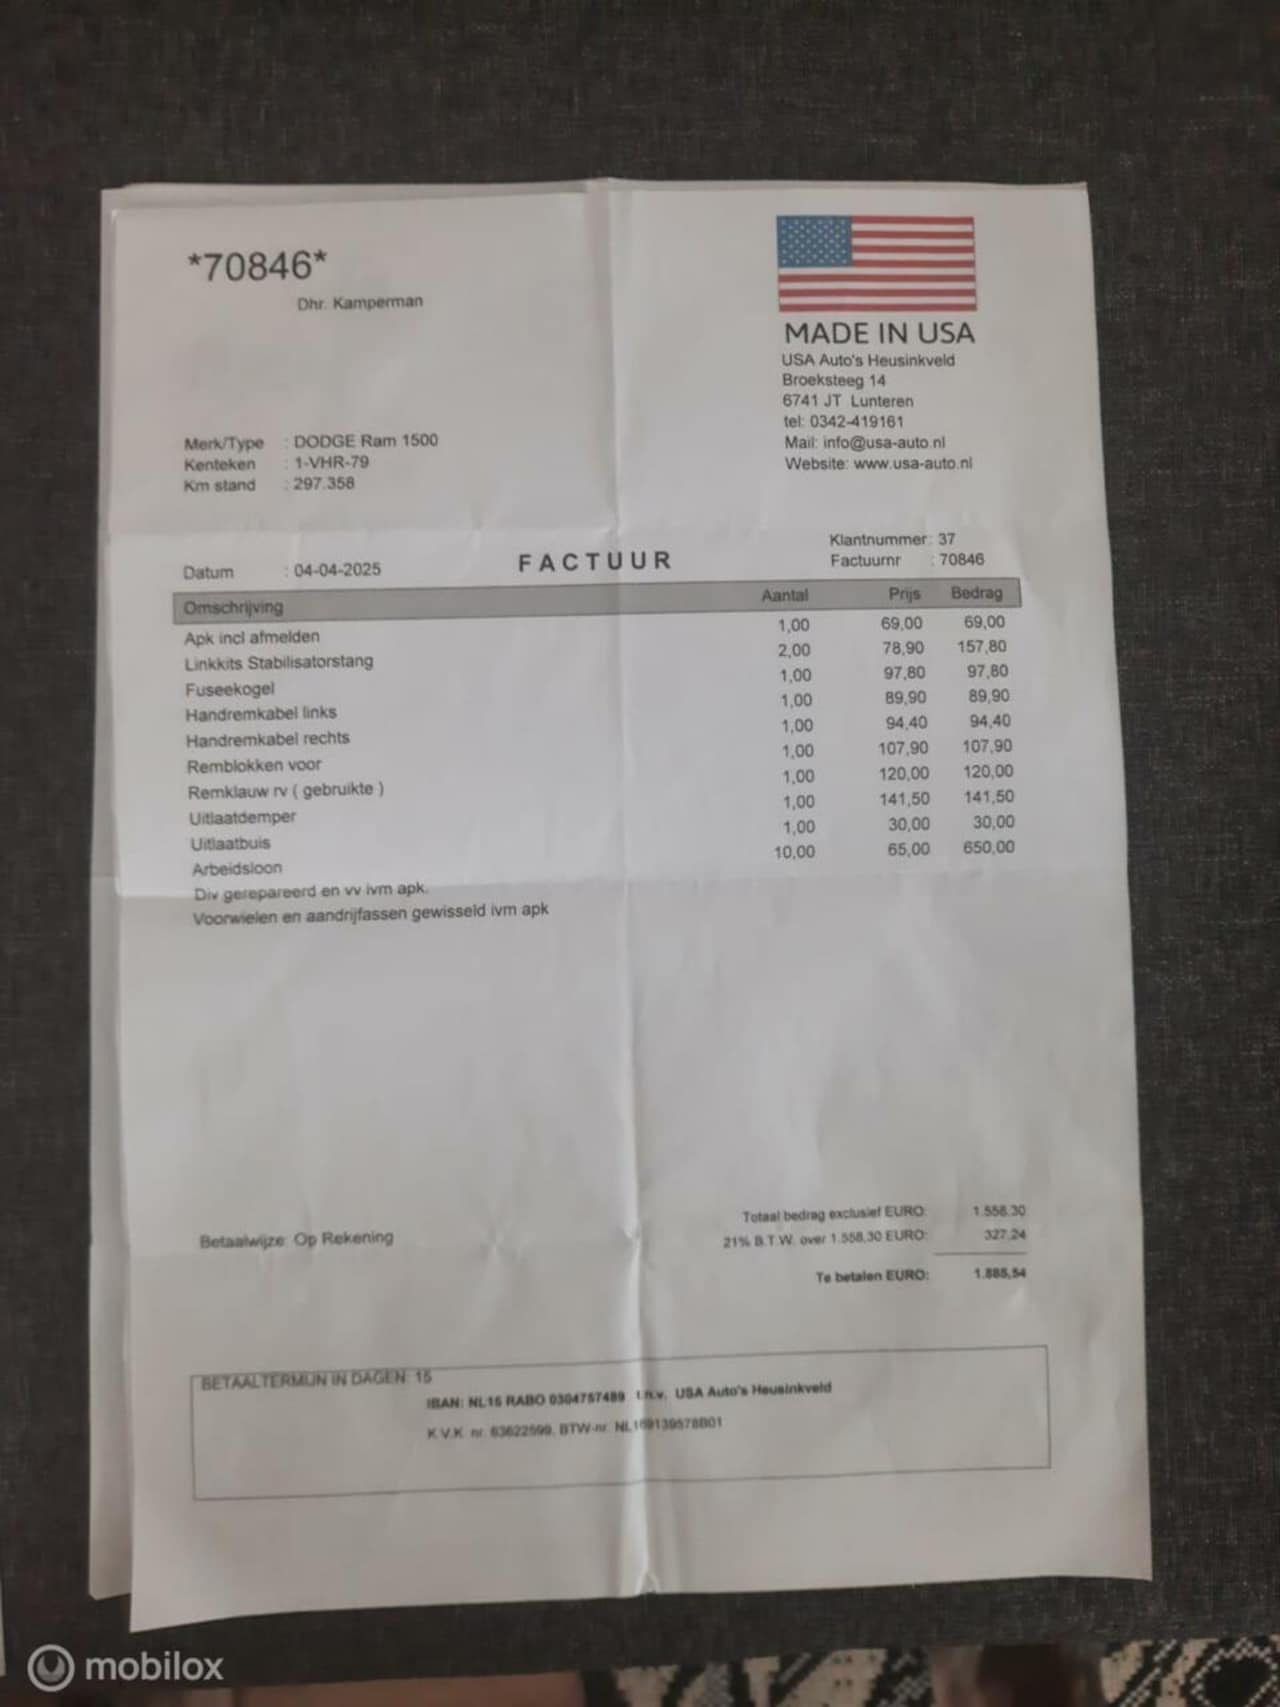 *70846*
Dhr. Kamperman
MADE IN USA
USA Auto's Heusinkveld
Broeksteeg 14
6741 JT Lunteren
tel: 0342-419161
Mail: info@usa-auto.nl
Website: www.usa-auto.nl
Merk/Type : DODGE Ram 1500
Kenteken : 1-VHR-79
Km stand : 297.358
Klantnummer: 37
Factuurnr : 70846
Datum : 04-04-2025
FACTUUR
Omschrijving Aantal Prijs Bedrag
Apk incl afmelden 1,00 69,00 69,00
Linkkits Stabilisatorstang 2,00 78,90 157,80
Fuseekogel 1,00 97,80 97,80
Handremkabel links 1,00 89,90 89,90
Handremkabel rechts 1,00 94,40 94,40
Remblokken voor 1,00 107,90 107,90
Remklauw rv ( gebruikte ) 1,00 120,00 120,00
Uitlaatdemper 1,00 141,50 141,50
Uitlaatbuis 1,00 30,00 30,00
Arbeidsloon 10,00 65,00 650,00
Div gerepareerd en vv ivm apk.
Voorwielen en aandrijfassen gewisseld ivm apk
Betaalwijze: Op Rekening
Totaal bedrag exclusief EURO: 1.558,30
21% B.T.W. over 1.558,30 EURO: 327,24
Te betalen EURO: 1.885,54
BETAALTERMIJN IN DAGEN: 15
IBAN: NL15 RABO 0304757489 t.n.v. USA Auto's Heusinkveld
K.V.K. nr. 63622599, BTW-nr. NL169139578B01
mobilox